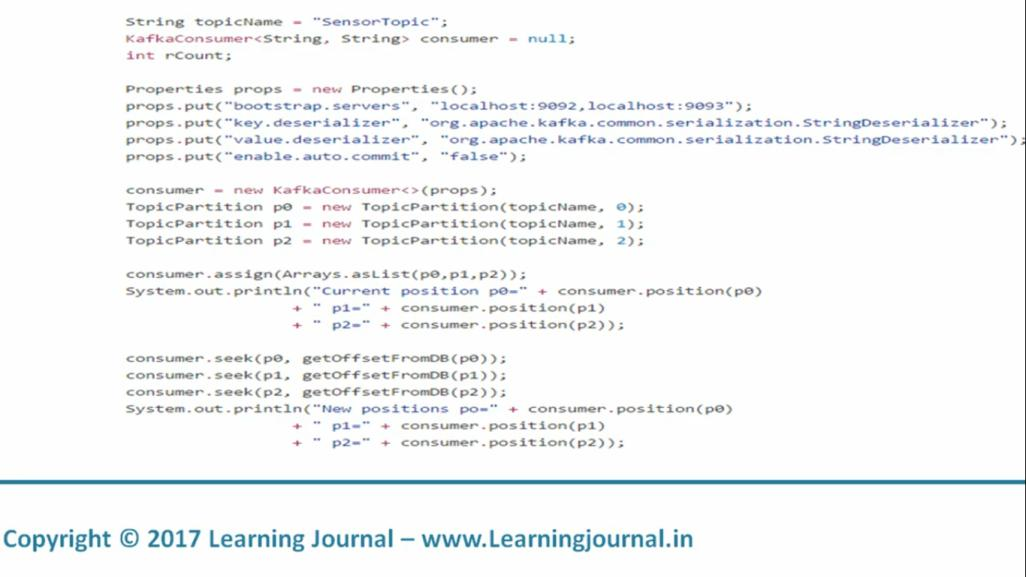 String topicName = "SensorTopic";
KafkaConsumer<String, String> consumer = null;
int rCount;
Properties props = new Properties();
props.put("bootstrap.servers", "localhost:9092,localhost:9093");
props.put("key.deserializer", "org.apache.kafka.common.serialization.StringDeserializer");
props.put("value.deserializer", "org.apache.kafka.common.serialization.StringDeserializer");
props.put("enable.auto.commit", "false");
consumer = new KafkaConsumer<>(props);
TopicPartition p0 = new TopicPartition(topicName, 0);
TopicPartition p1 = new TopicPartition(topicName, 1);
TopicPartition p2 = new TopicPartition(topicName, 2);
consumer.assign(Arrays.asList(p0,p1,p2));
System.out.println("Current position p0=" + consumer.position(p0)
+ " p1=" + consumer.position(p1)
+ " p2=" + consumer.position(p2));
consumer.seek(p0, getOffsetFromDB(p0));
consumer.seek(p1, getOffsetFromDB(p1));
consumer.seek(p2, getOffsetFromDB(p2));
System.out.println("New positions po=" + consumer.position(p0)
+ " p1=" + consumer.position(p1)
+ " p2=" + consumer.position(p2));
Copyright © 2017 Learning Journal – www.Learningjournal.in